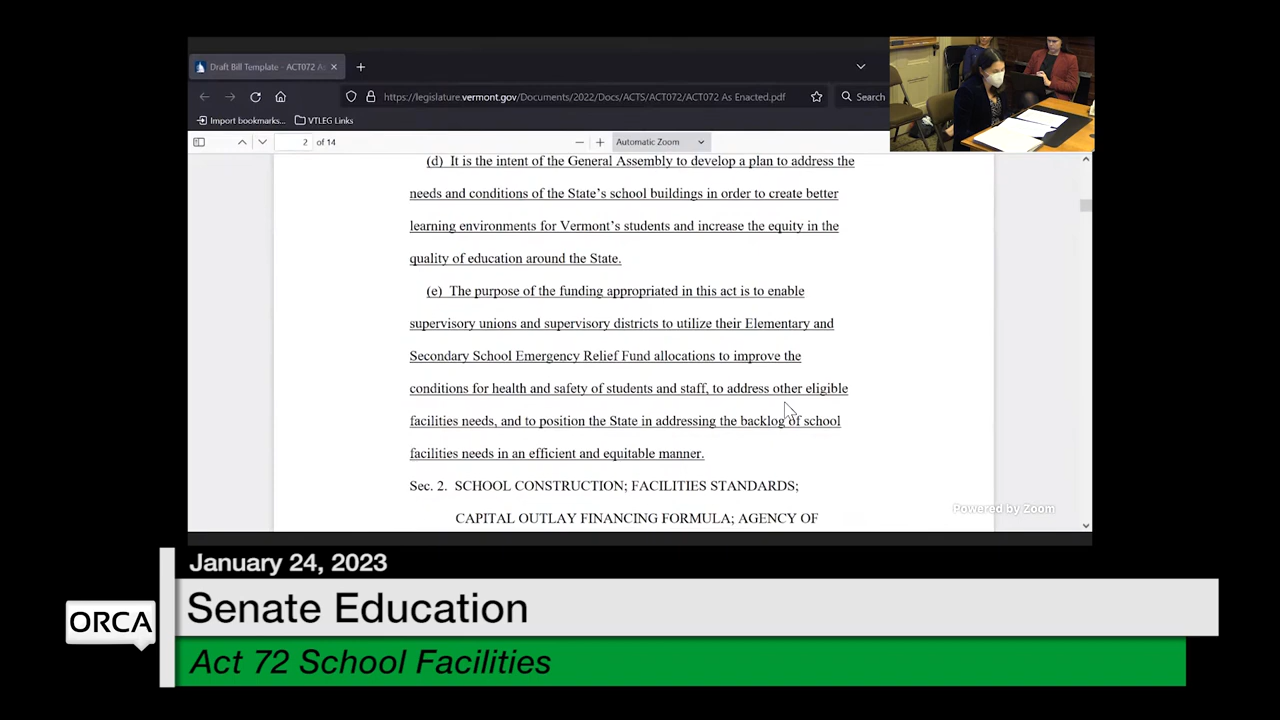 Draft Bill Template - ACT072 As
https://legislature.vermont.gov/Documents/2022/Docs/ACTS/ACT072/ACT072 As Enacted.pdf
Search
Import bookmarks...
VTLEG Links
2 of 14
Automatic Zoom
(d) It is the intent of the General Assembly to develop a plan to address the
needs and conditions of the State's school buildings in order to create better
learning environments for Vermont's students and increase the equity in the
quality of education around the State.
(e) The purpose of the funding appropriated in this act is to enable
supervisory unions and supervisory districts to utilize their Elementary and
Secondary School Emergency Relief Fund allocations to improve the
conditions for health and safety of students and staff, to address other eligible
facilities needs, and to position the State in addressing the backlog of school
facilities needs in an efficient and equitable manner.
Sec. 2. SCHOOL CONSTRUCTION; FACILITIES STANDARDS;
CAPITAL OUTLAY FINANCING FORMULA; AGENCY OF
Powered by Zoom
January 24, 2023
ORCA
Senate Education
Act 72 School Facilities